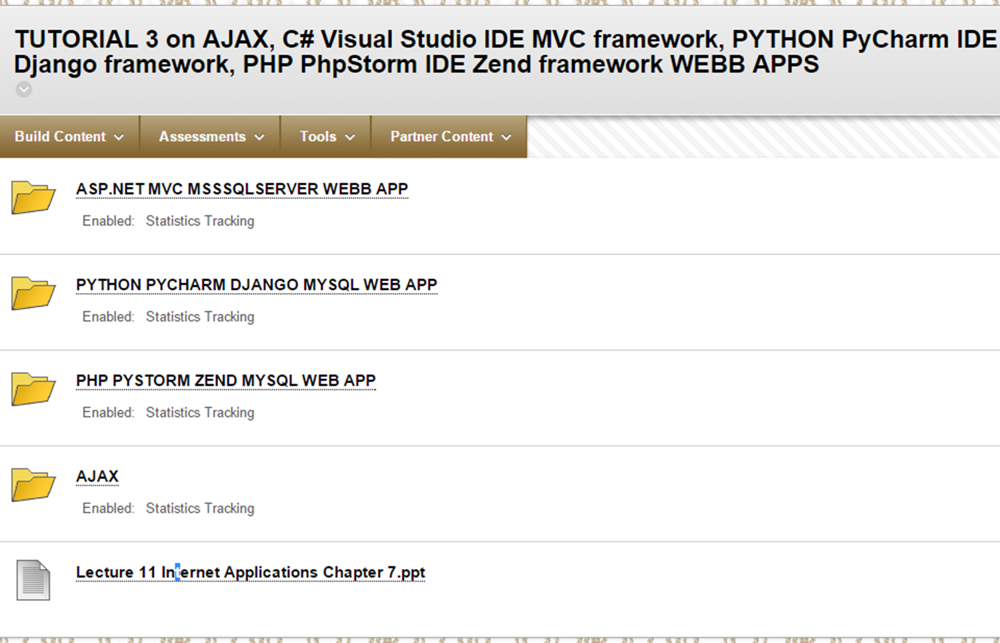 TUTORIAL 3 on AJAX, C# Visual Studio IDE MVC framework, PYTHON PyCharm IDE
Django framework, PHP PhpStorm IDE Zend framework WEBB APPS
Build Content Assessments Tools Partner Content
ASP.NET MVC MSSSQLSERVER WEBB APP
Enabled: Statistics Tracking
PYTHON PYCHARM DJANGO MYSQL WEB APP
Enabled: Statistics Tracking
PHP PYSTORM ZEND MYSQL WEB APP
Enabled: Statistics Tracking
AJAX
Enabled: Statistics Tracking
Lecture 11 Internet Applications Chapter 7.ppt